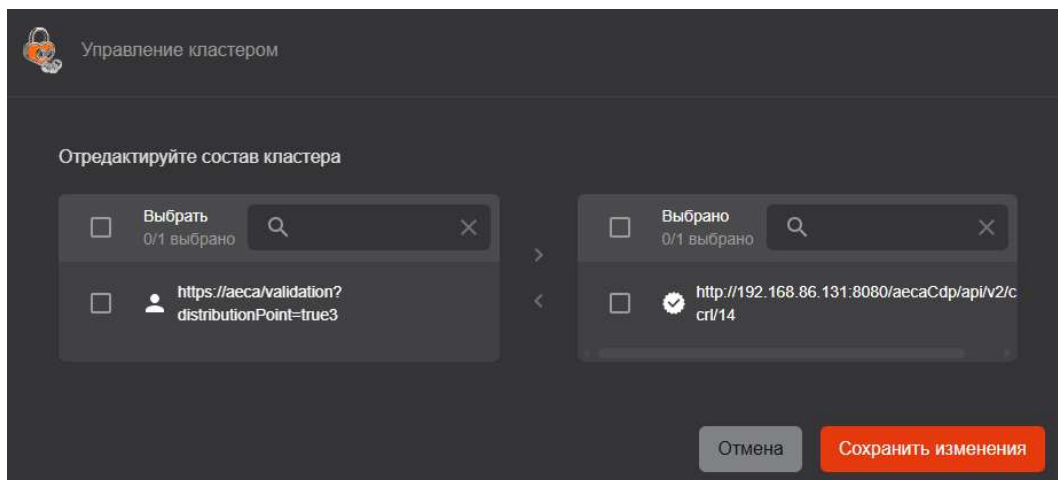 Управление кластером
Отредактируйте состав кластера
Выбрать
0/1 выбрано
https://aeca/validation?
distributionPoint=true3
Выбрано
0/1 выбрано
http://192.168.86.131:8080/aecaCdp/api/v2/c
crl/14
Отмена
Сохранить изменения